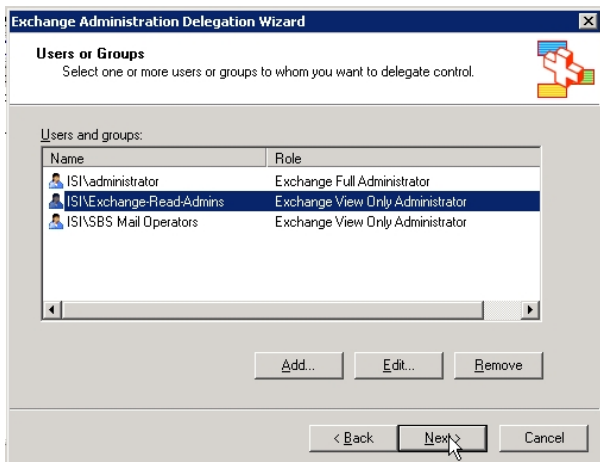 Exchange Administration Delegation Wizard
Users or Groups
Select one or more users or groups to whom you want to delegate control.
Users and groups:
Name Role
ISI\administrator Exchange Full Administrator
ISI\Exchange-Read-Admins Exchange View Only Administrator
ISI\SBS Mail Operators Exchange View Only Administrator
Add... Edit... Remove
< Back Next > Cancel